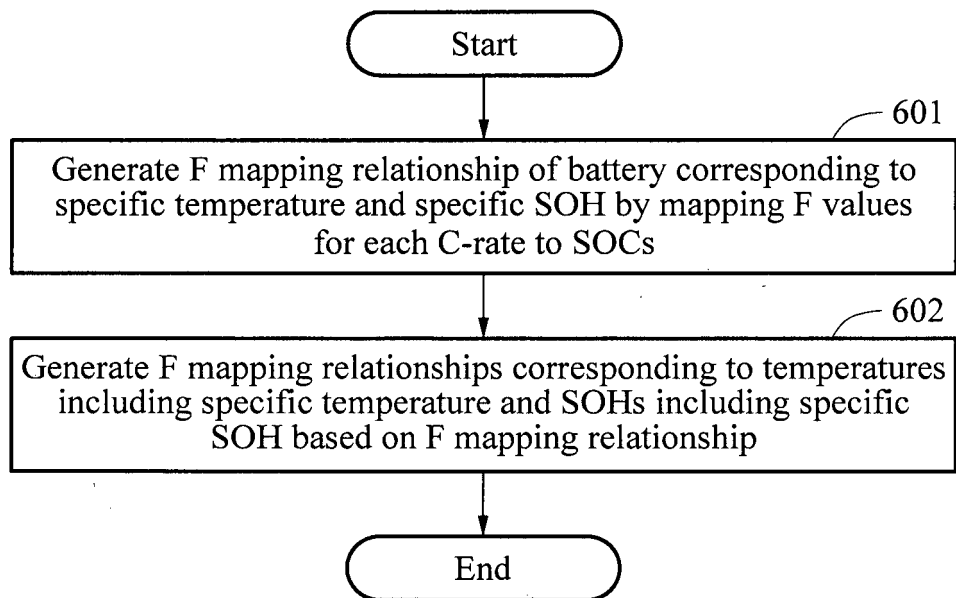 Start
601
Generate F mapping relationship of battery corresponding to
specific temperature and specific SOH by mapping F values
for each C-rate to SOCs
602
Generate F mapping relationships corresponding to temperatures
including specific temperature and SOHs including specific
SOH based on F mapping relationship
End